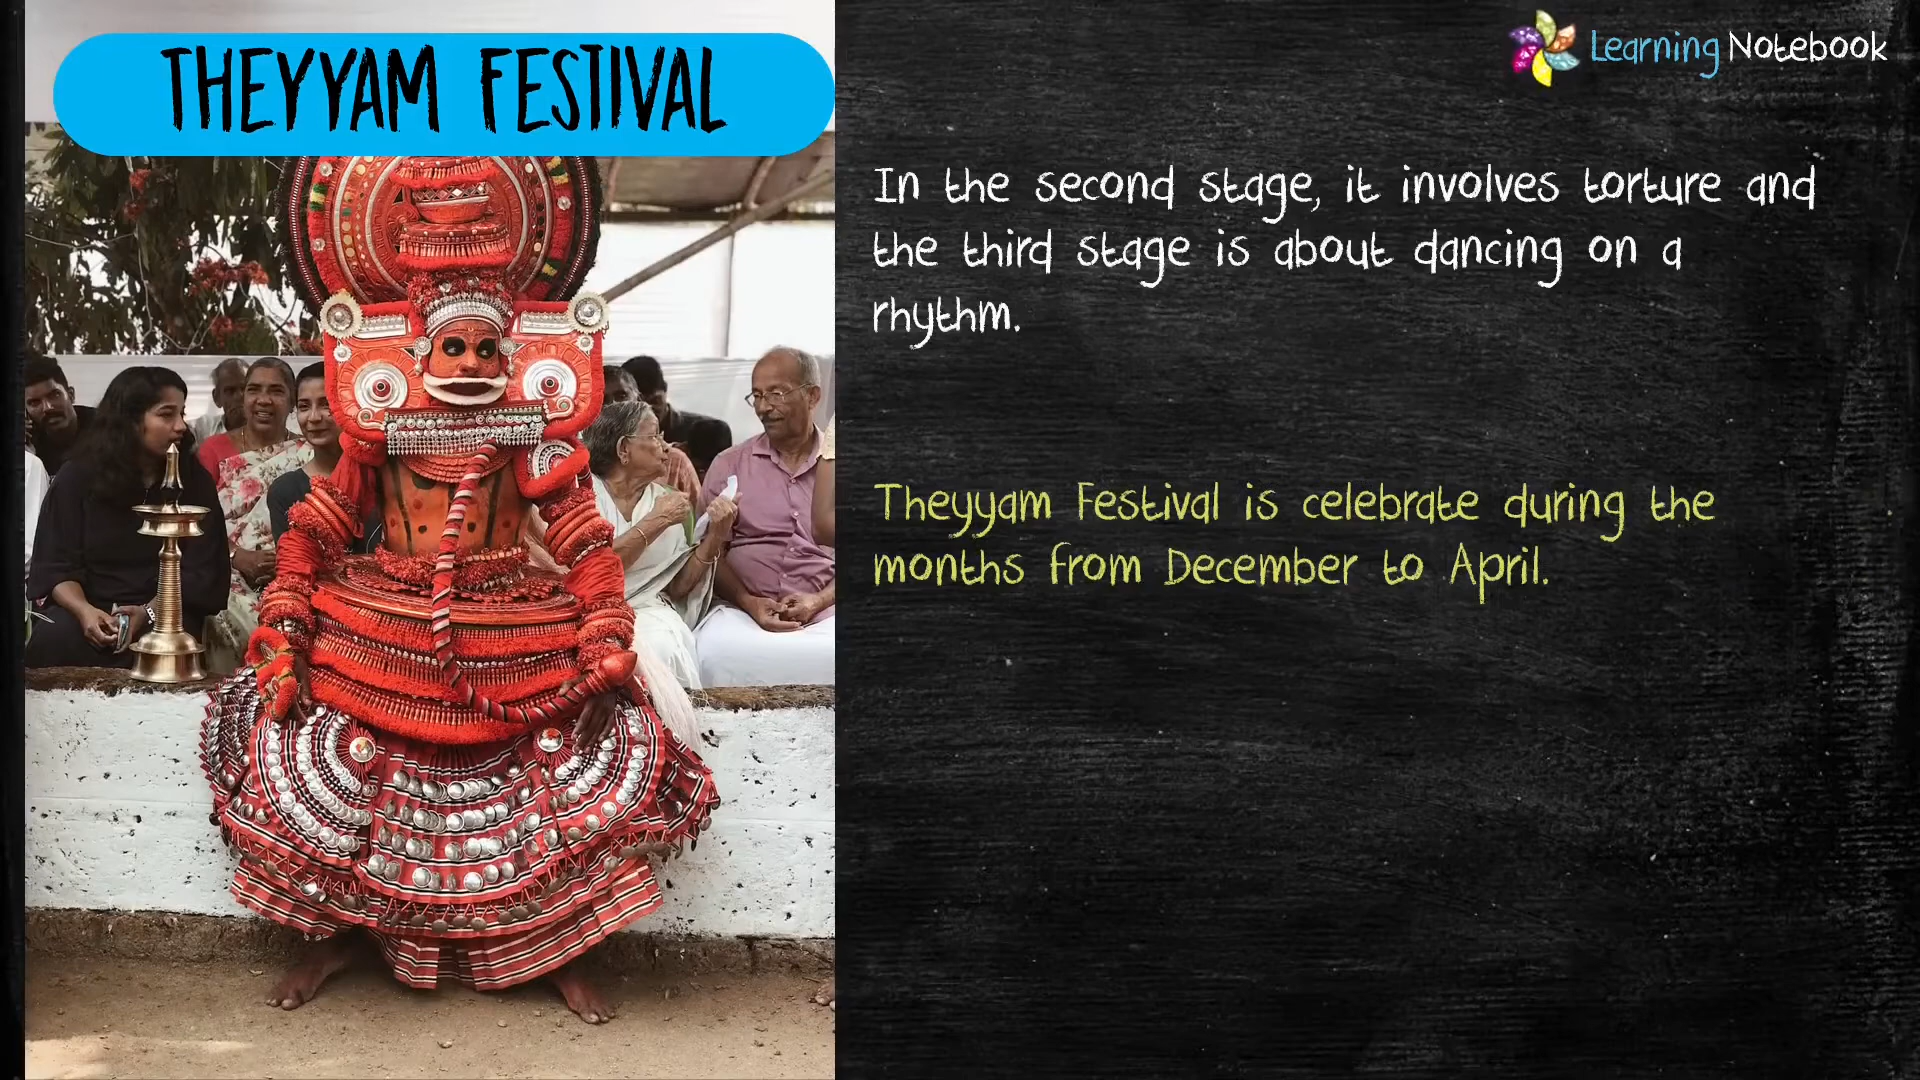 THEYYAM FESTIVAL
Learning Notebook
In the second stage, it involves torture and
the third stage is about dancing on a
rhythm.
Theyyam Festival is celebrate during the
months from December to April.